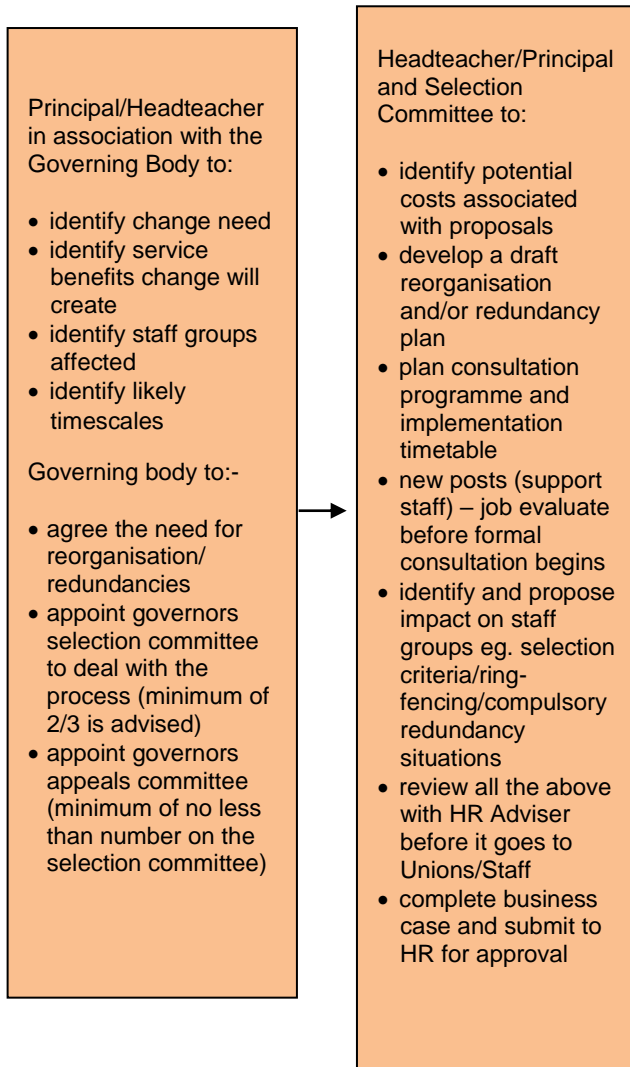 Principal/Headteacher
in association with the
Governing Body to:
• identify change need
• identify service
benefits change will
create
• identify staff groups
affected
• identify likely
timescales
Governing body to:-
• agree the need for
reorganisation/
redundancies
• appoint governors
selection committee
to deal with the
process (minimum of
2/3 is advised)
• appoint governors
appeals committee
(minimum of no less
than number on the
selection committee)
Headteacher/Principal
and Selection
Committee to:
• identify potential
costs associated
with proposals
• develop a draft
reorganisation
and/or redundancy
plan
• plan consultation
programme and
implementation
timetable
• new posts (support
staff) – job evaluate
before formal
consultation begins
• identify and propose
impact on staff
groups eg. selection
criteria/ring-
fencing/compulsory
redundancy
situations
• review all the above
with HR Adviser
before it goes to
Unions/Staff
• complete business
case and submit to
HR for approval